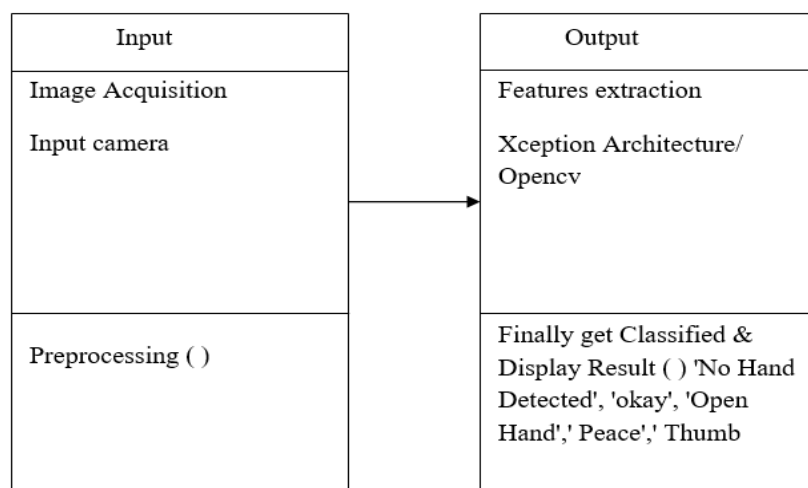 Input
Image Acquisition
Input camera
Preprocessing ( )
Output
Features extraction
Xception Architecture/
Opencv
Finally get Classified &
Display Result ( ) 'No Hand
Detected', 'okay', 'Open
Hand',' Peace',' Thumb